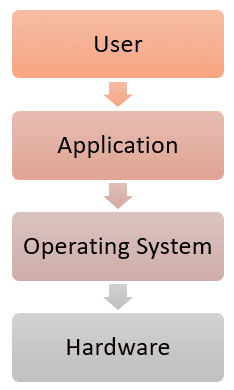 User
Application
Operating System
Hardware